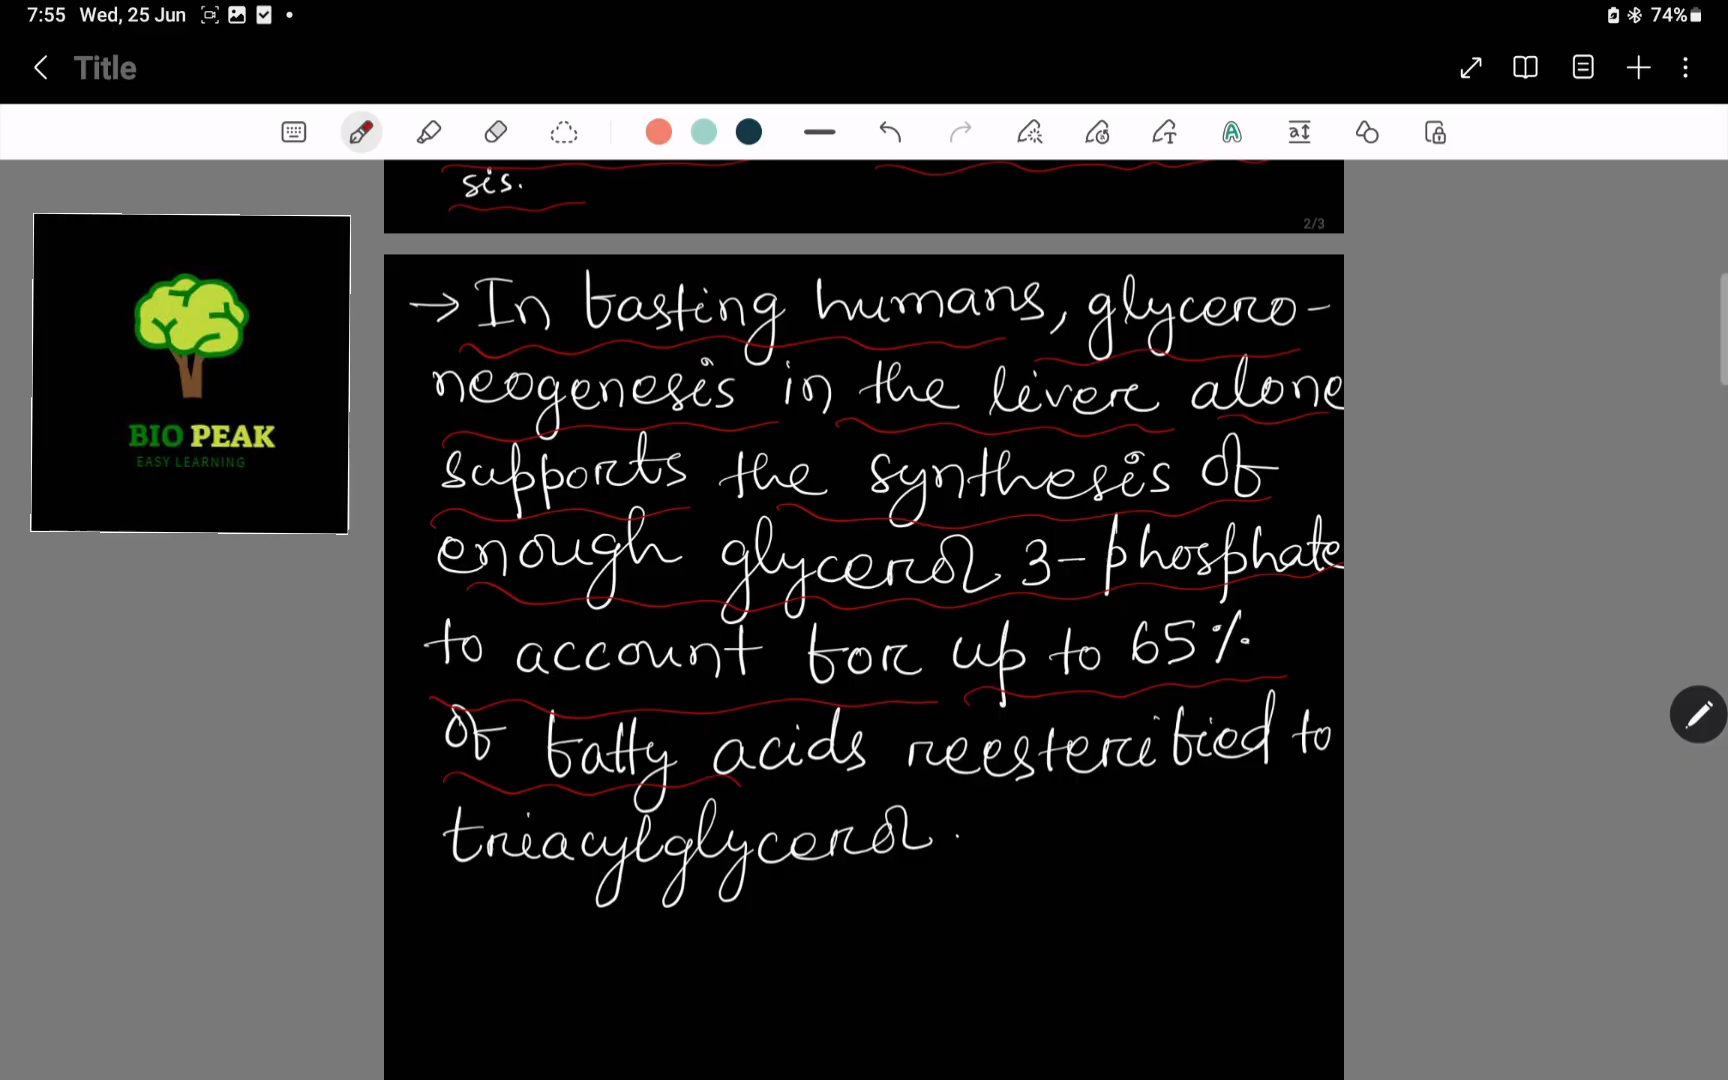 7:55 Wed, 25 Jun
74%
Title
sis.
2/3
BIO PEAK
EASY LEARNING
→ In fasting humans, glycero-
neogenesis in the liver alone
supports the synthesis of
enough glycerol 3-phosphate
to account for up to 65%
of fatty acids reesterified to
triacylglycerol.